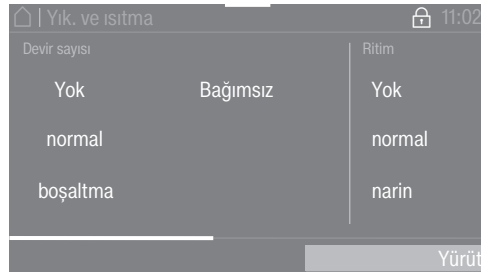 Yık. ve ısıtma 11:02
Devir sayısı Ritim
Yok Bağımsız Yok
normal normal
boşaltma narin
Yürüt